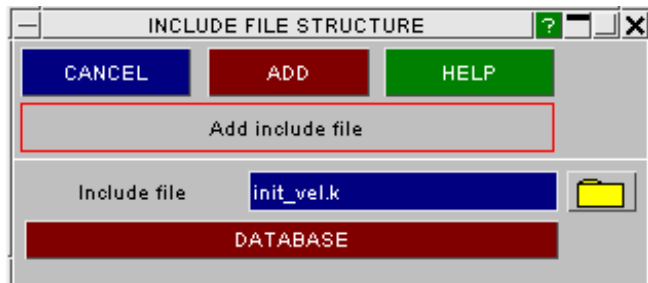 INCLUDE FILE STRUCTURE ?
CANCEL ADD HELP
Add include file
Include file init_vel.k
DATABASE